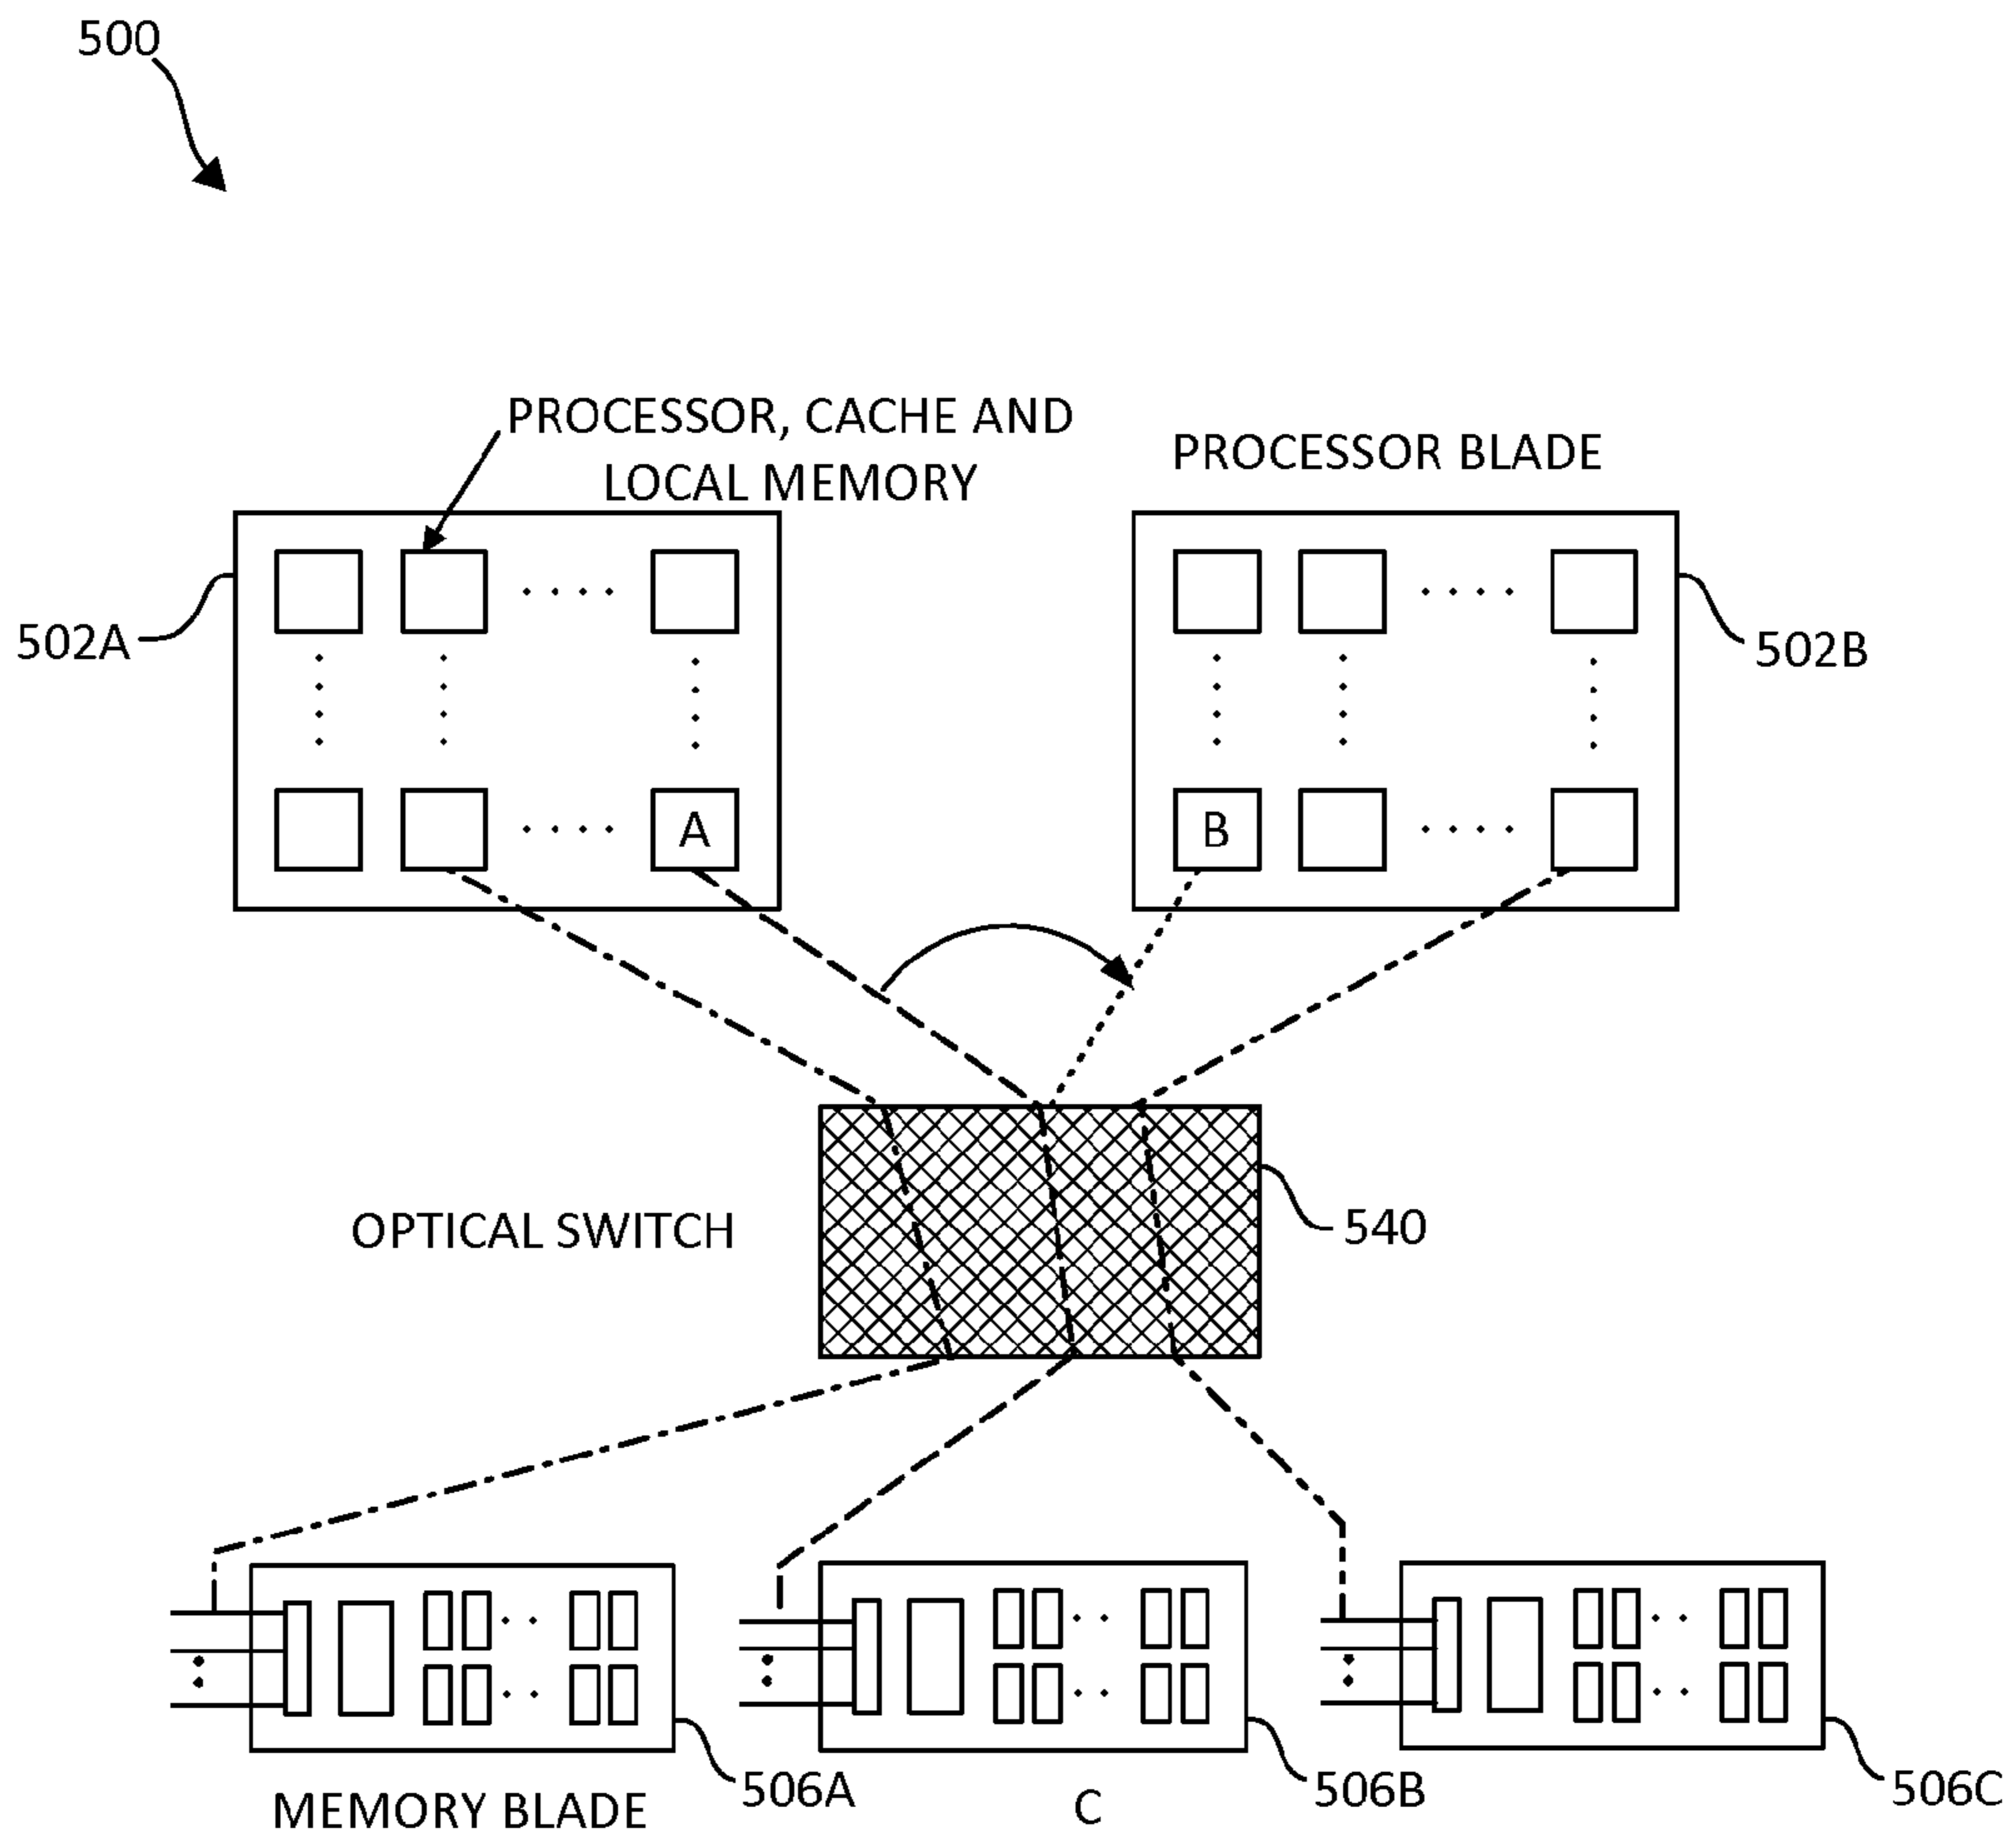 500
PROCESSOR, CACHE AND
LOCAL MEMORY
PROCESSOR BLADE
502A
502B
A
B
OPTICAL SWITCH
540
506A
506B
506C
MEMORY BLADE
C